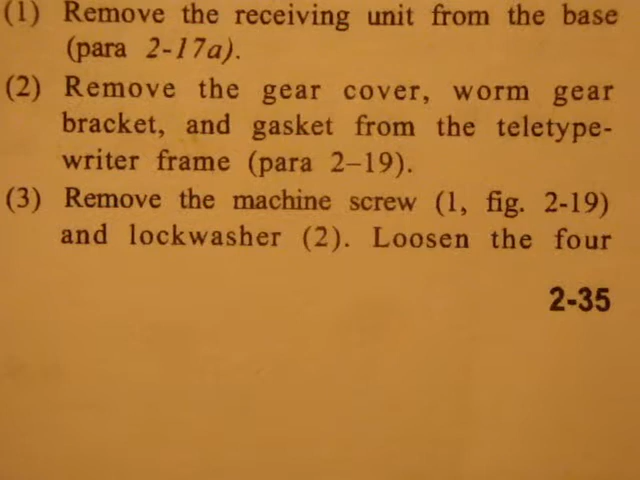 (1) Remove the receiving unit from the base
(para 2-17a).
(2) Remove the gear cover, worm gear
bracket, and gasket from the teletype-
writer frame (para 2–19).
(3) Remove the machine screw (1, fig. 2-19)
and lockwasher (2). Loosen the four
2-35